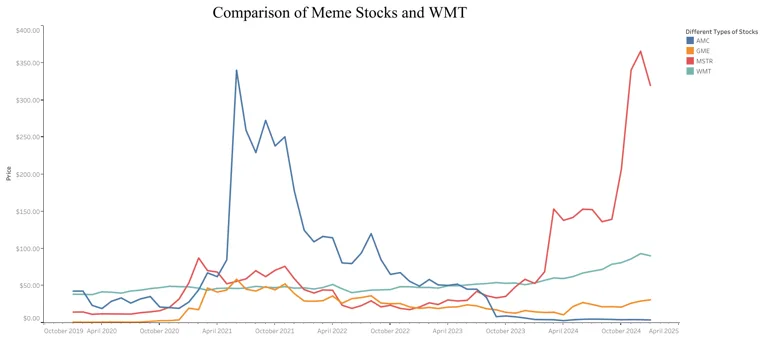 Comparison of Meme Stocks and WMT
Different Types of Stocks
AMC
GME
MSTR
WMT
Price
$400.00
$350.00
$300.00
$250.00
$200.00
$150.00
$100.00
$50.00
$0.00
October 2019 April 2020 October 2020 April 2021 October 2021 April 2022 October 2022 April 2023 October 2023 April 2024 October 2024 April 2025